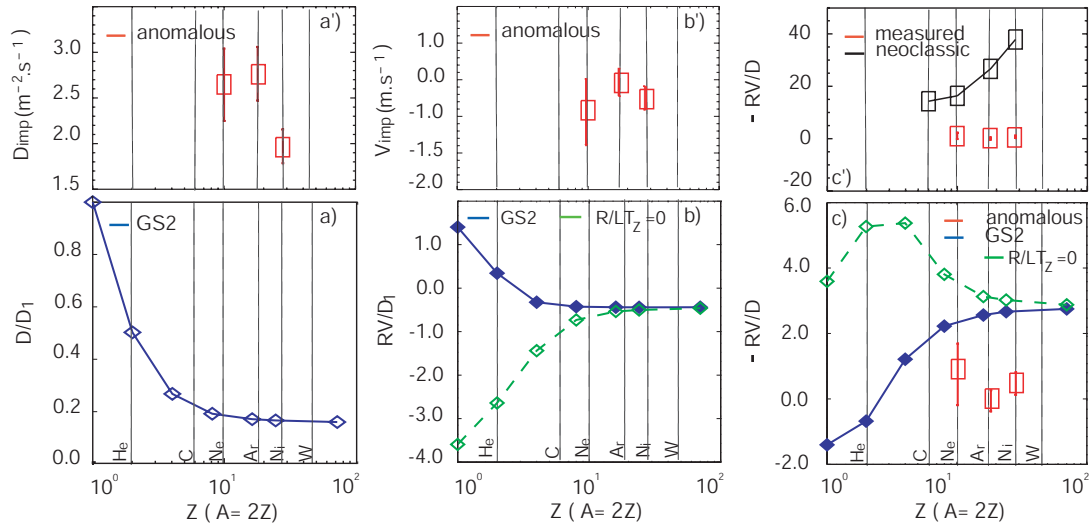 a')
anomalous
3.0
2.5
2.0
1.5
Dimp (m⁻².s⁻¹)
b')
anomalous
1.0
0.0
-1.0
-2.0
Vimp (m.s⁻¹)
measured
neoclassic
40
20
0
-20
- RV/D
c')
a)
GS2
0.8
0.6
0.4
0.2
0.0
D/D₁
He
C
Ne
Ar
Ni
W
10⁰
10¹
10²
Z ( A= 2Z)
b)
GS2
R/LTZ =0
1.0
0.0
-1.0
-2.0
-3.0
-4.0
RV/D₁
He
C
Ne
Ar
Ni
W
10⁰
10¹
10²
Z ( A= 2Z)
c)
anomalous
GS2
R/LTZ =0
6.0
4.0
2.0
0.0
-2.0
- RV/D
He
C
Ne
Ar
Ni
W
10⁰
10¹
10²
Z ( A= 2Z)